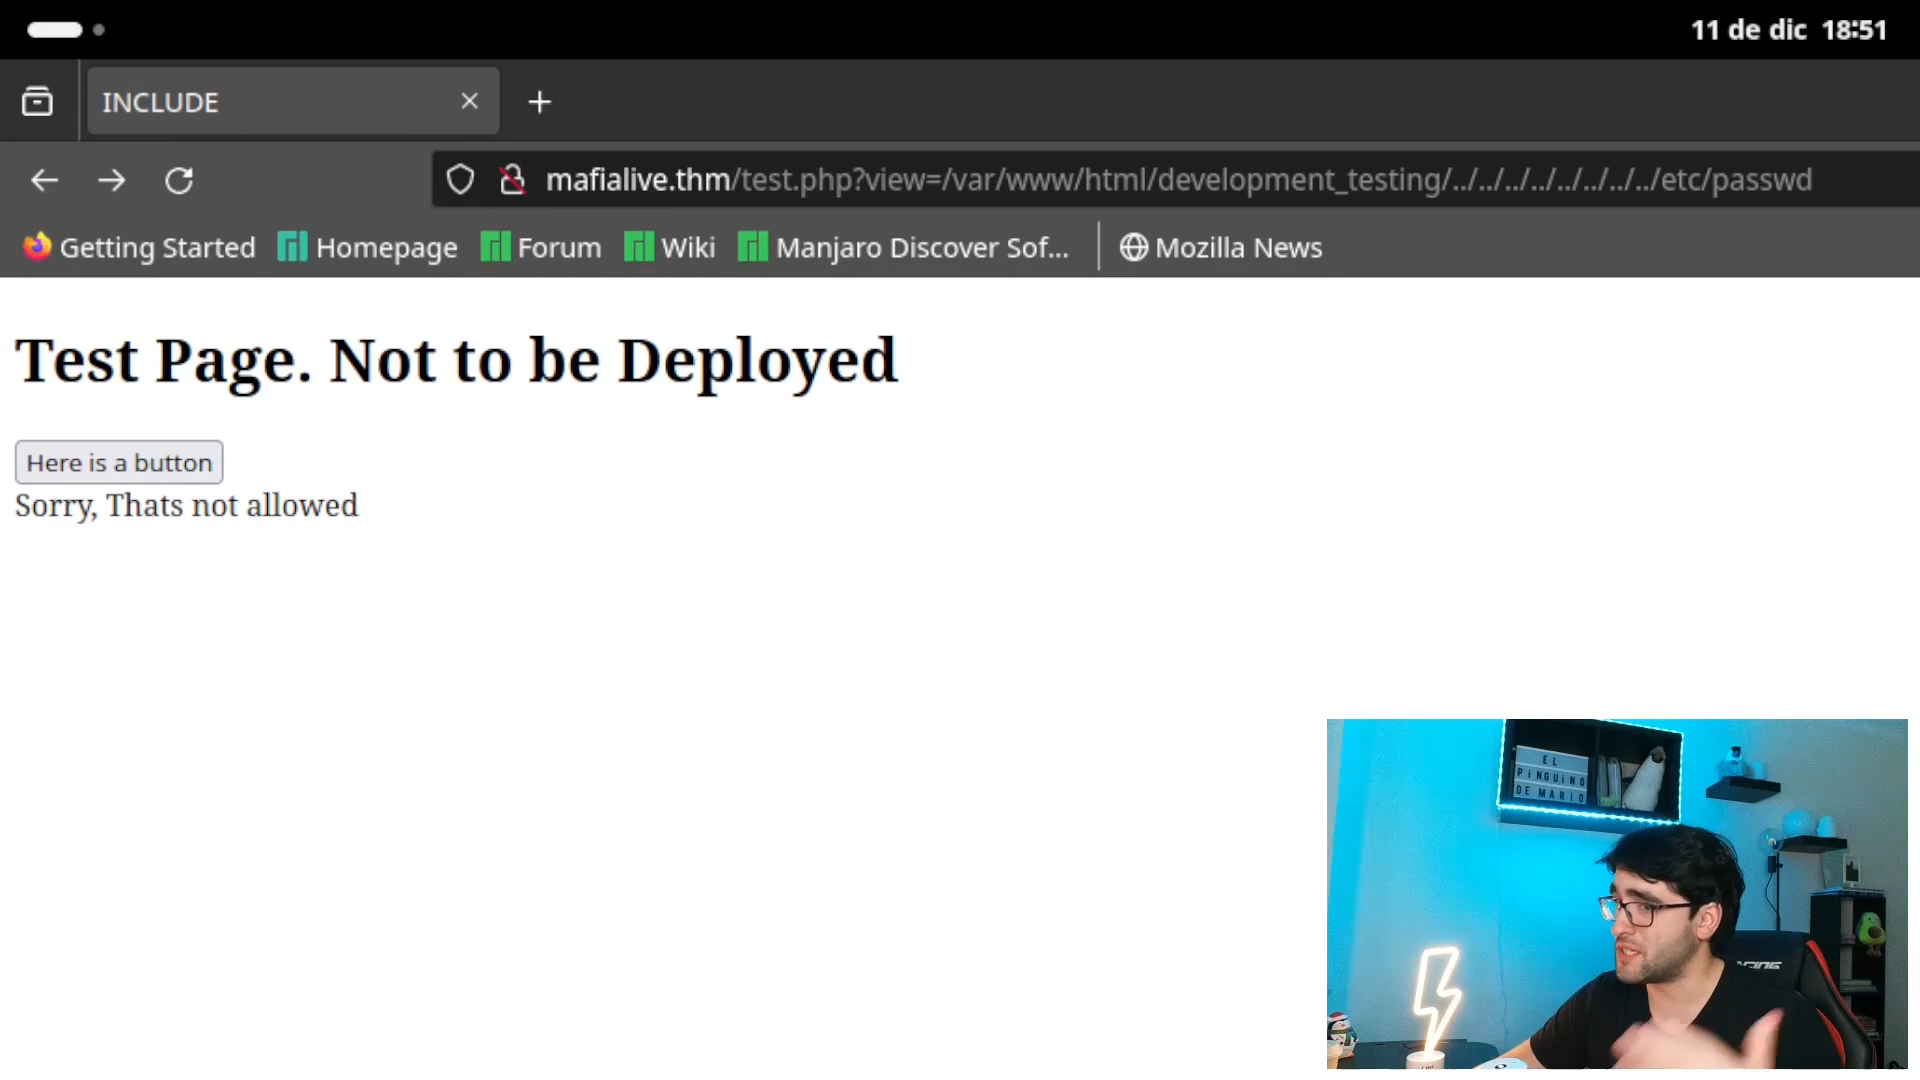 11 de dic 18:51
INCLUDE
mafialive.thm/test.php?view=/var/www/html/development_testing/../../../../../../../../etc/passwd
Getting Started Homepage Forum Wiki Manjaro Discover Sof... Mozilla News
Test Page. Not to be Deployed
Here is a button
Sorry, Thats not allowed
EL
PiNGUiNO
DE MARiO